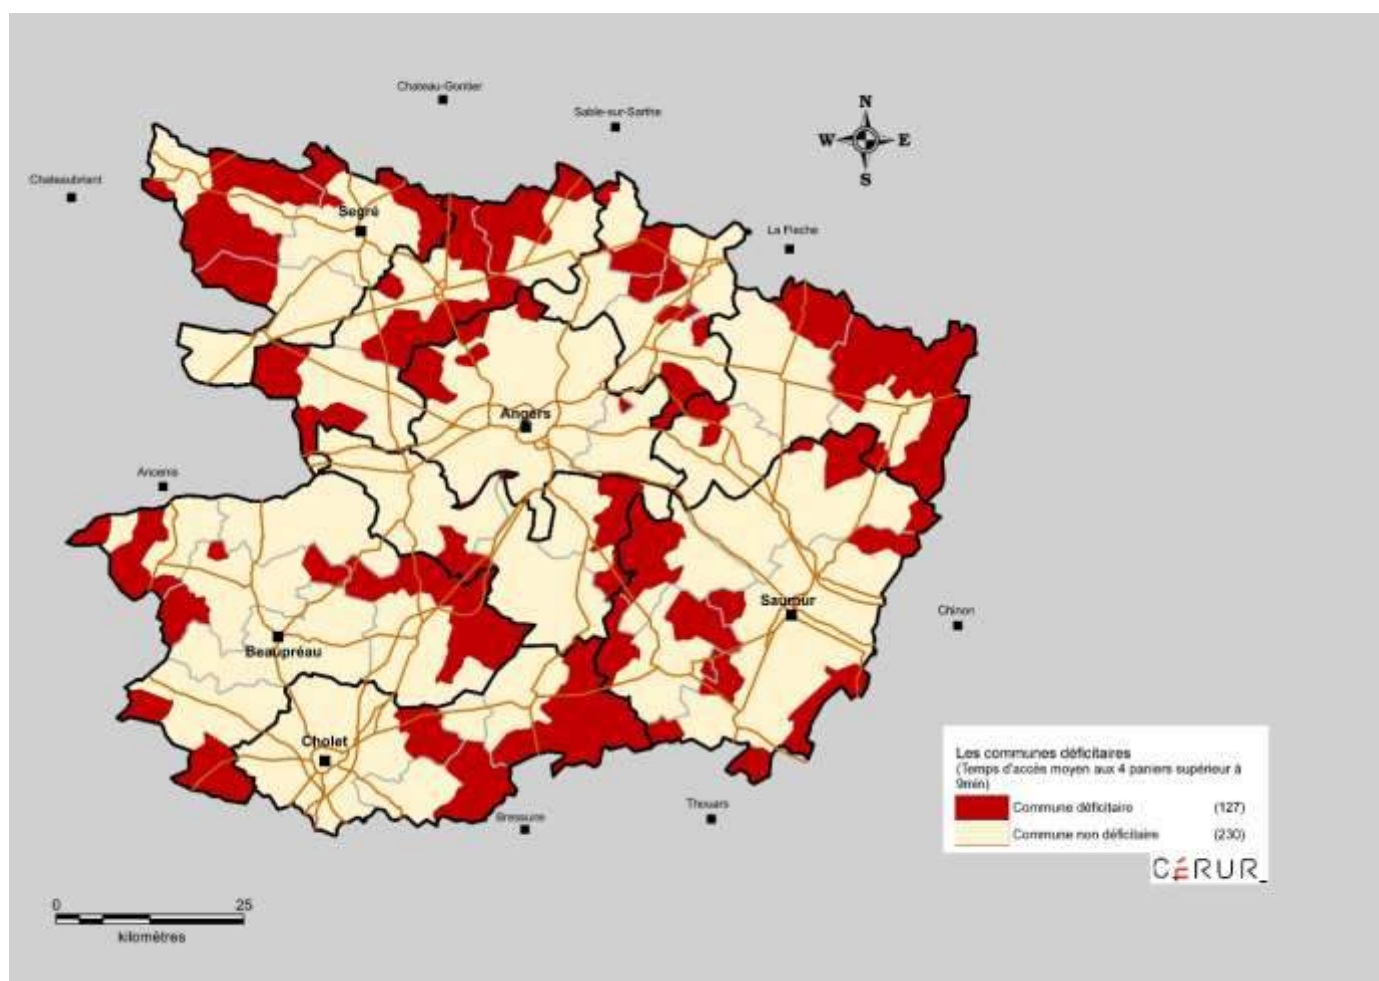 Chateau-Gontier
Sable-sur-Sarthe
N
W E
S
Chateaubriant
Segré
La Fleche
Angers
Ancenis
Saumur
Chinon
Beaupréau
Cholet
Bressuire
Thouars
Les communes déficitaires
(Temps d'accès moyen aux 4 paniers supérieur à
9min)
Commune déficitaire (127)
Commune non déficitaire (230)
CÉRUR_
0 25
kilomètres